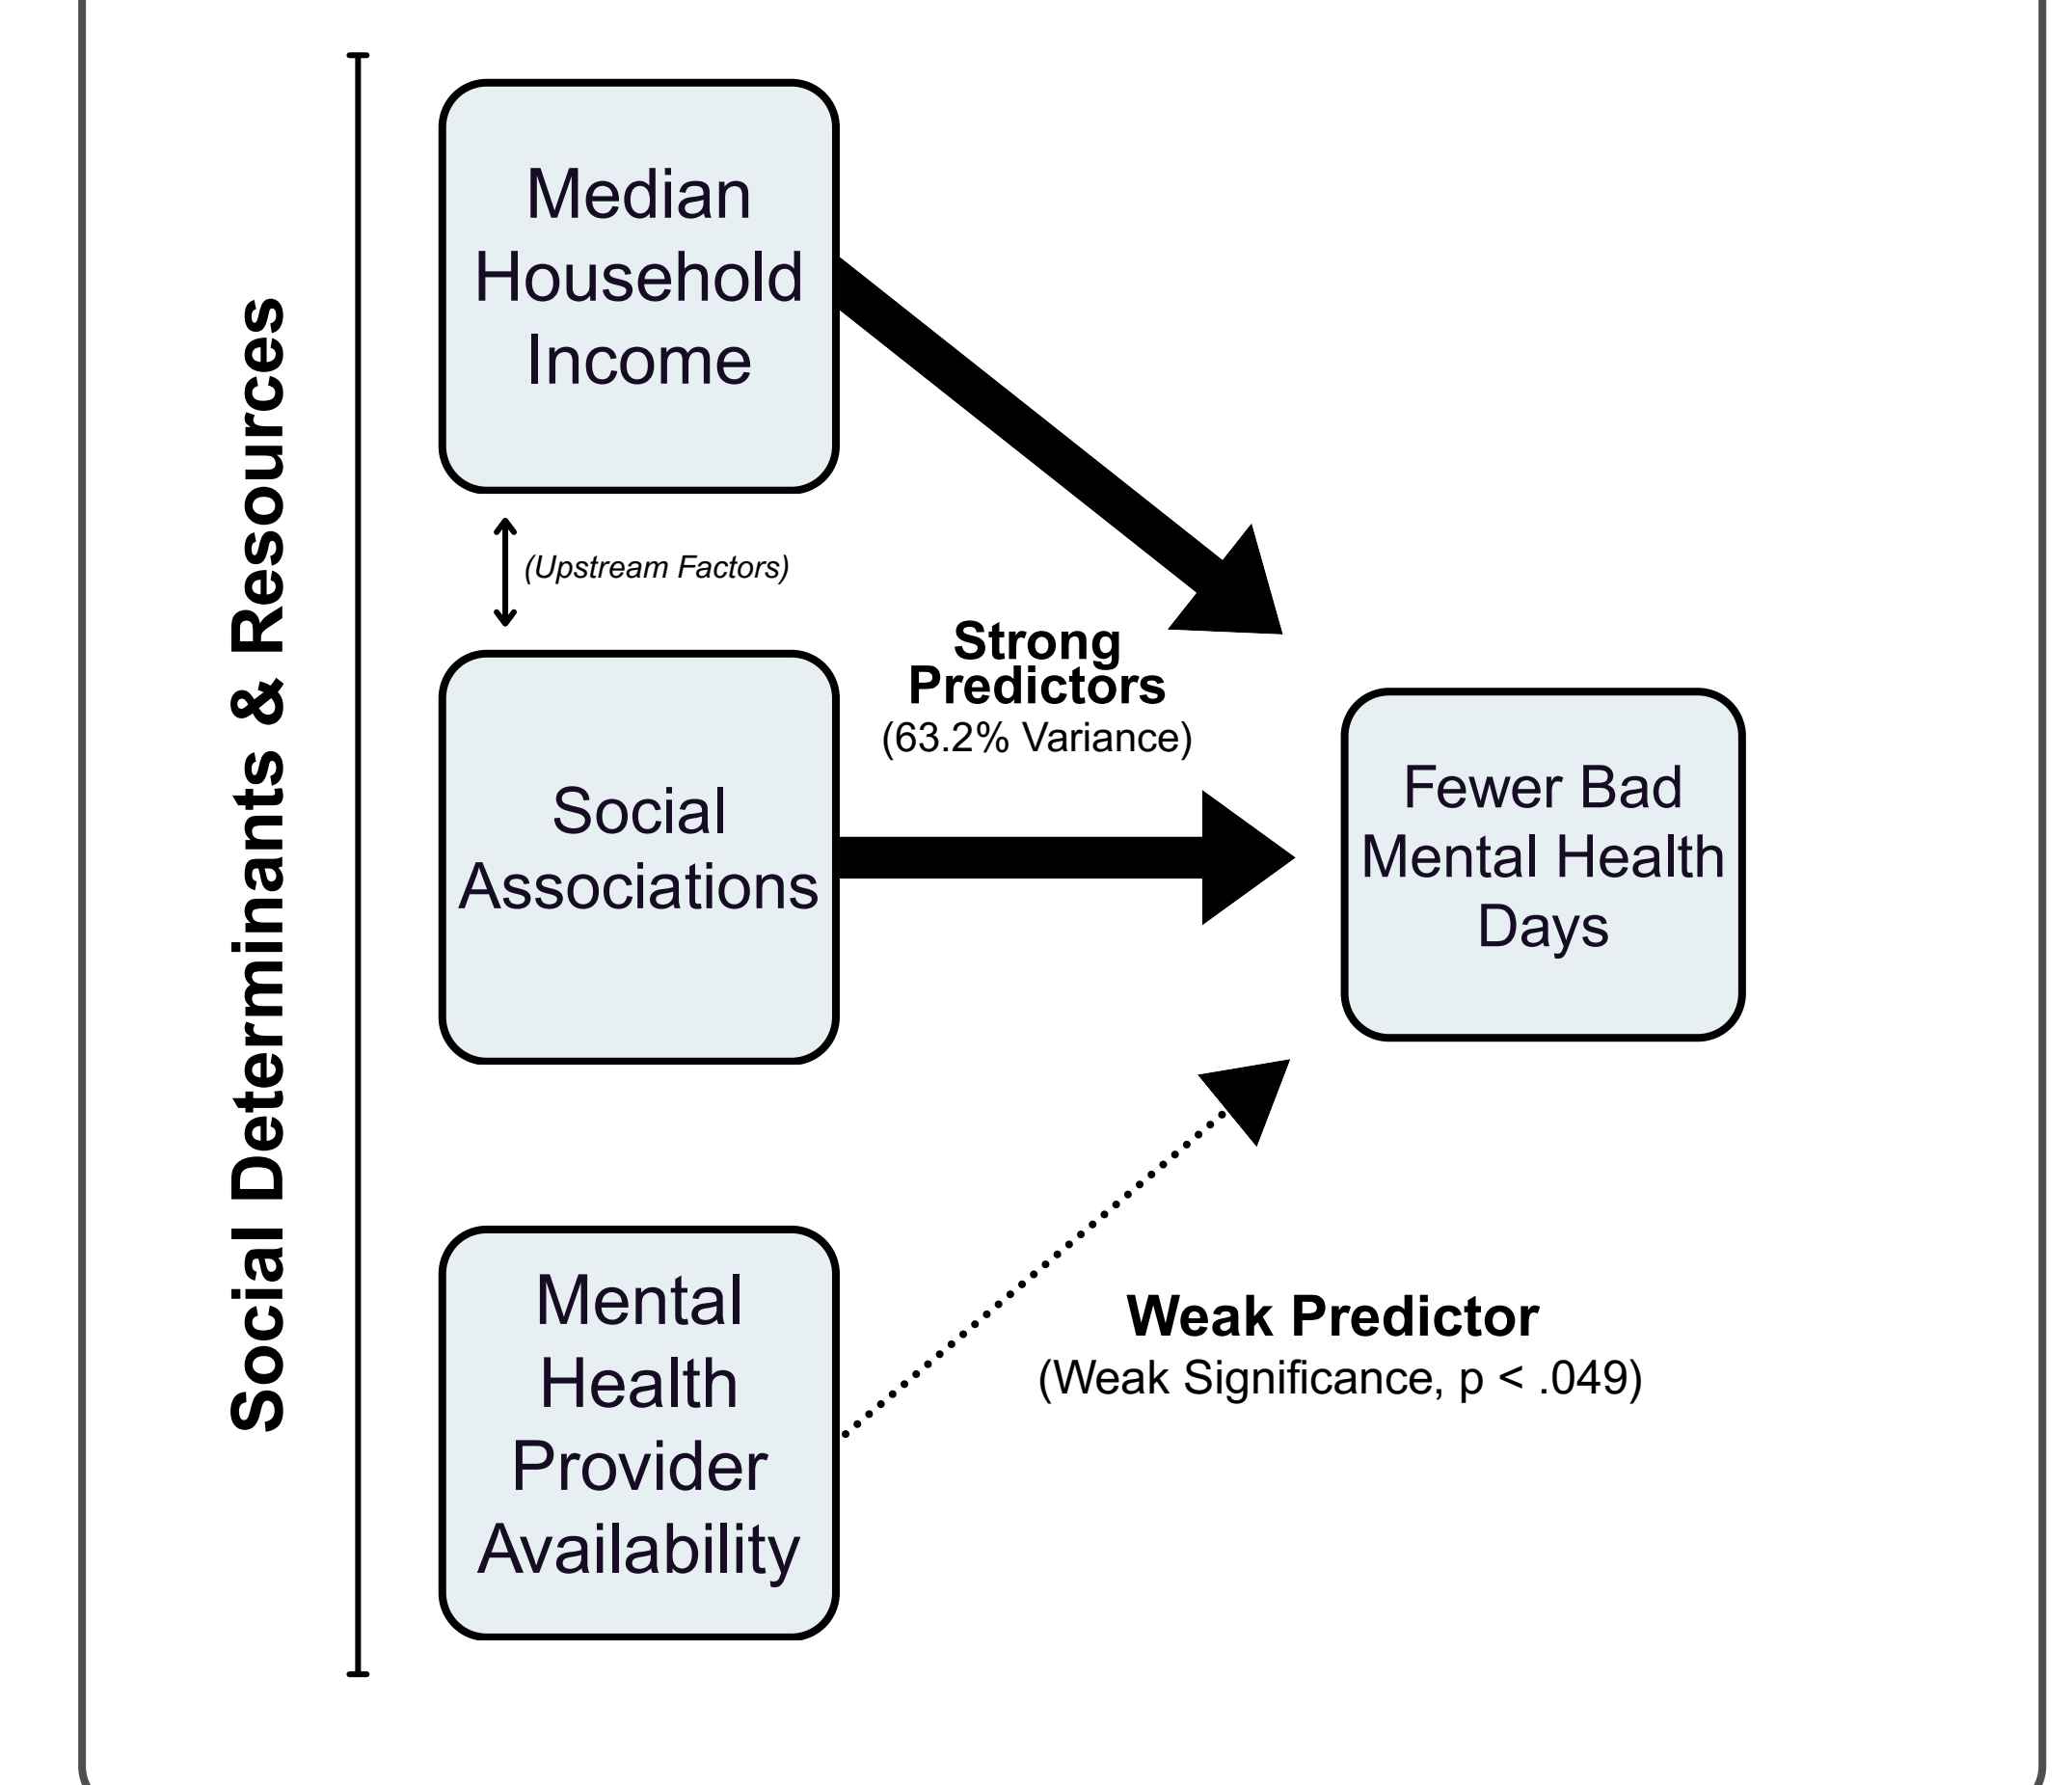 Social Determinants & Resources
Median
Household
Income
(Upstream Factors)
Strong
Predictors
(63.2% Variance)
Social
Associations
Fewer Bad
Mental Health
Days
Mental
Health
Provider
Availability
Weak Predictor
(Weak Significance, p < .049)